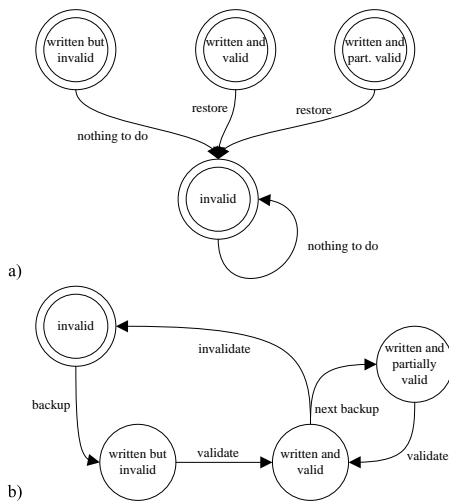 written but
invalid
written and
valid
written and
part. valid
restore
restore
nothing to do
invalid
nothing to do
a)
invalid
invalidate
written and
partially
valid
backup
next backup
written but
invalid
validate
written and
valid
validate
b)